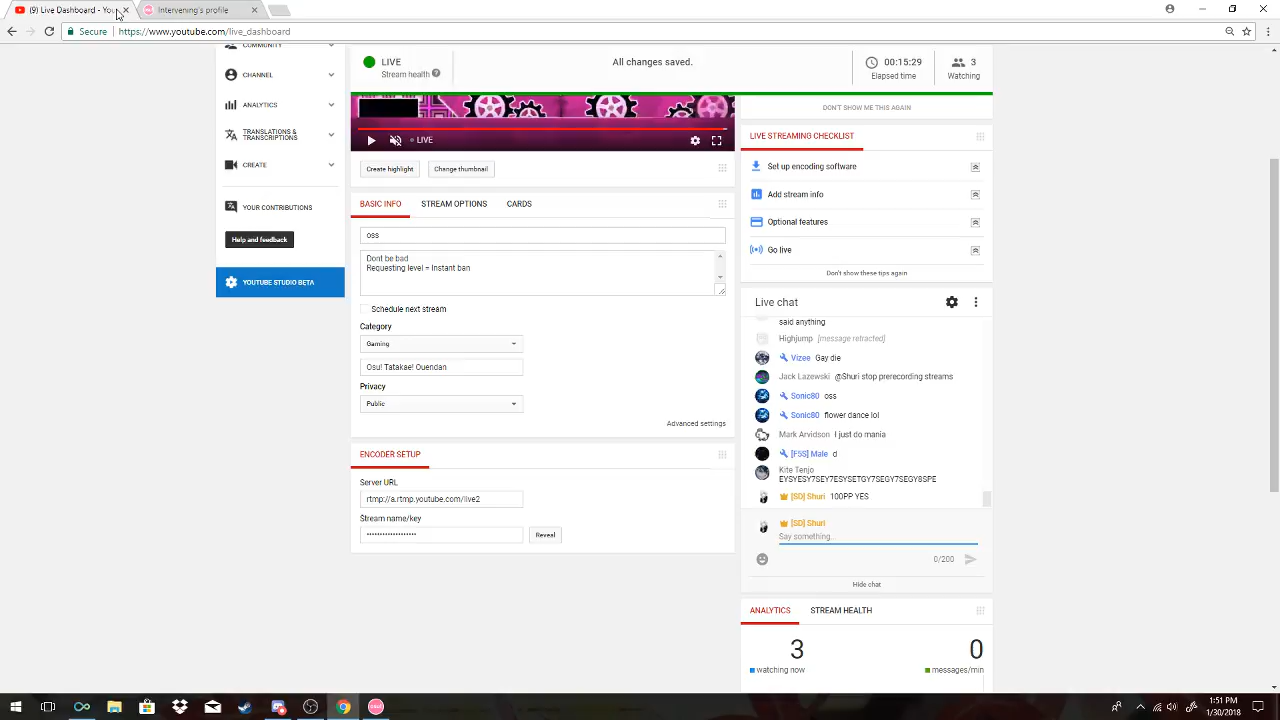 (9) Live Dashboard - You
Intervening's profile
Secure
https://www.youtube.com/live_dashboard
COMMUNITY
CHANNEL
ANALYTICS
TRANSLATIONS &
TRANSCRIPTIONS
CREATE
YOUR CONTRIBUTIONS
Help and feedback
YOUTUBE STUDIO BETA
LIVE
Stream health
All changes saved.
00:15:29
Elapsed time
3
Watching
LIVE
Create highlight
Change thumbnail
BASIC INFO
STREAM OPTIONS
CARDS
oss
Dont be bad
Requesting level = Instant ban
Schedule next stream
Category
Gaming
Osu! Tatakae! Ouendan
Privacy
Public
Advanced settings
ENCODER SETUP
Server URL
rtmp://a.rtmp.youtube.com/live2
Stream name/key
••••••••••••••••••••
Reveal
DON'T SHOW ME THIS AGAIN
LIVE STREAMING CHECKLIST
Set up encoding software
Add stream info
Optional features
Go live
Don't show these tips again
Live chat
said anything
Highjump [message retracted]
Vizee Gay die
Jack Lazewski @Shuri stop prerecording streams
Sonic80 oss
Sonic80 flower dance lol
Mark Arvidson I just do mania
[F5S] Male d
Kite Tenjo
EYSYESY7SEY7ESYSETGY7SEGY7SEGY8SPE
[SD] Shuri 100PP YES
[SD] Shuri
Say something...
0/200
Hide chat
ANALYTICS
STREAM HEALTH
3
watching now
0
messages/min
1:51 PM
1/30/2018